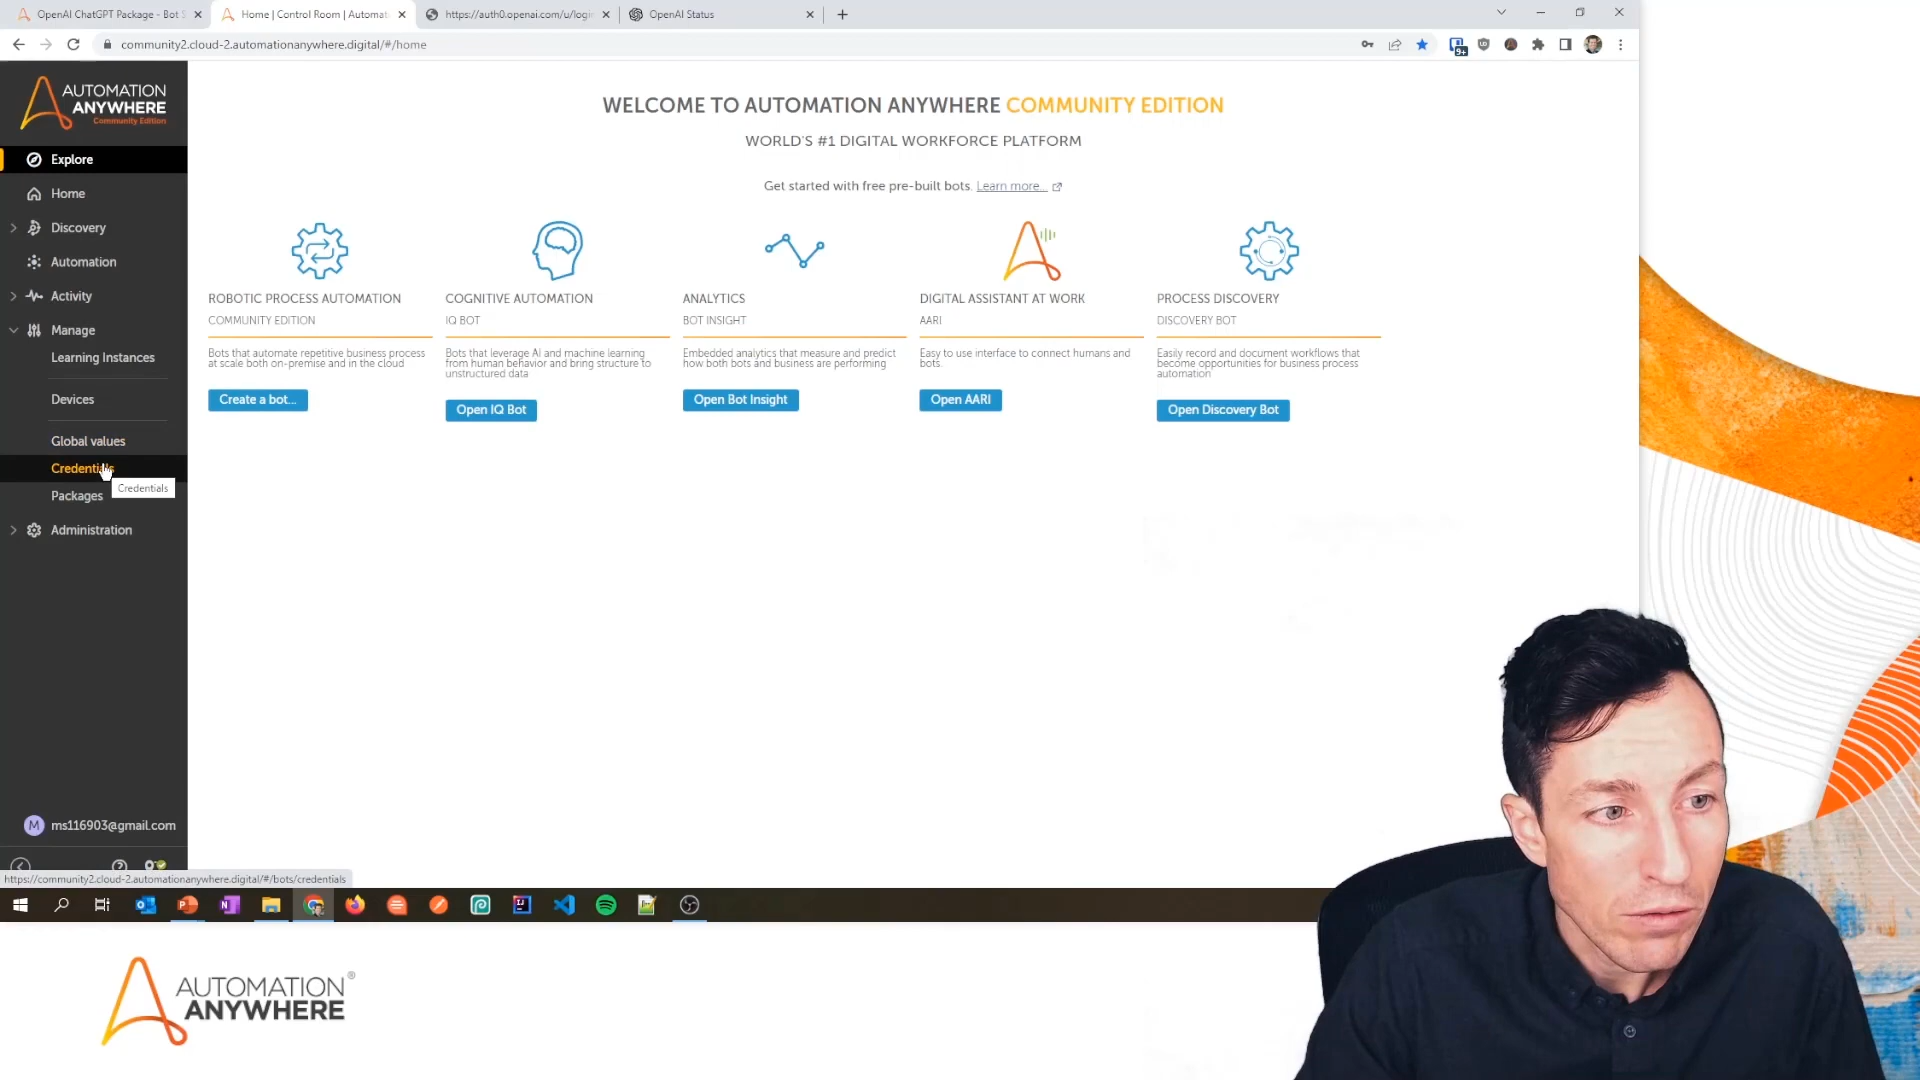 OpenAI ChatGPT Package - Bot S
Home | Control Room | Automat
https://auth0.openai.com/u/login
OpenAI Status
community2.cloud-2.automationanywhere.digital/#/home
9+
AUTOMATION
ANYWHERE
Community Edition
Explore
Home
Discovery
Automation
Activity
Manage
Learning Instances
Devices
Global values
Credentials
Credentials
Packages
Administration
M ms116903@gmail.com
https://community2.cloud-2.automationanywhere.digital/#/bots/credentials
WELCOME TO AUTOMATION ANYWHERE COMMUNITY EDITION
WORLD'S #1 DIGITAL WORKFORCE PLATFORM
Get started with free pre-built bots. Learn more...
ROBOTIC PROCESS AUTOMATION
COMMUNITY EDITION
Bots that automate repetitive business process
at scale both on-premise and in the cloud
Create a bot...
COGNITIVE AUTOMATION
IQ BOT
Bots that leverage AI and machine learning
from human behavior and bring structure to
unstructured data
Open IQ Bot
ANALYTICS
BOT INSIGHT
Embedded analytics that measure and predict
how both bots and business are performing
Open Bot Insight
DIGITAL ASSISTANT AT WORK
AARI
Easy to use interface to connect humans and
bots.
Open AARI
PROCESS DISCOVERY
DISCOVERY BOT
Easily record and document workflows that
become opportunities for business process
automation
Open Discovery Bot
AUTOMATION®
ANYWHERE